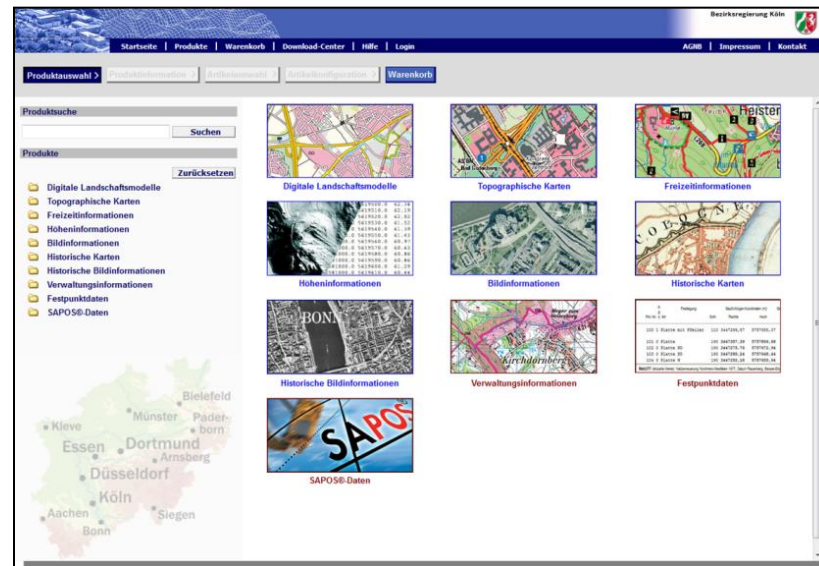 Bezirksregierung Köln
Startseite | Produkte | Warenkorb | Download-Center | Hilfe | Login
AGNB | Impressum | Kontakt
Produktauswahl > Produktinformation > Artikelauswahl > Artikelkonfiguration > Warenkorb
Produktsuche
Suchen
Produkte
Zurücksetzen
Digitale Landschaftsmodelle
Topographische Karten
Freizeitinformationen
Höheninformationen
Bildinformationen
Historische Karten
Historische Bildinformationen
Verwaltungsinformationen
Festpunktdaten
SAPOS®-Daten
Bielefeld
Münster
Pader-
born
Kleve
Essen
Dortmund
Arnsberg
Düsseldorf
Köln
Aachen
Siegen
Bonn
Digitale Landschaftsmodelle
Bad Godesberg
Topographische Karten
Heister
Freizeitinformationen
Höheninformationen
Bildinformationen
COLOGNE
Historische Karten
BONN
Historische Bildinformationen
Kirchdornberg
Verwaltungsinformationen
Festpunktdaten
SAPOS
SAPOS®-Daten